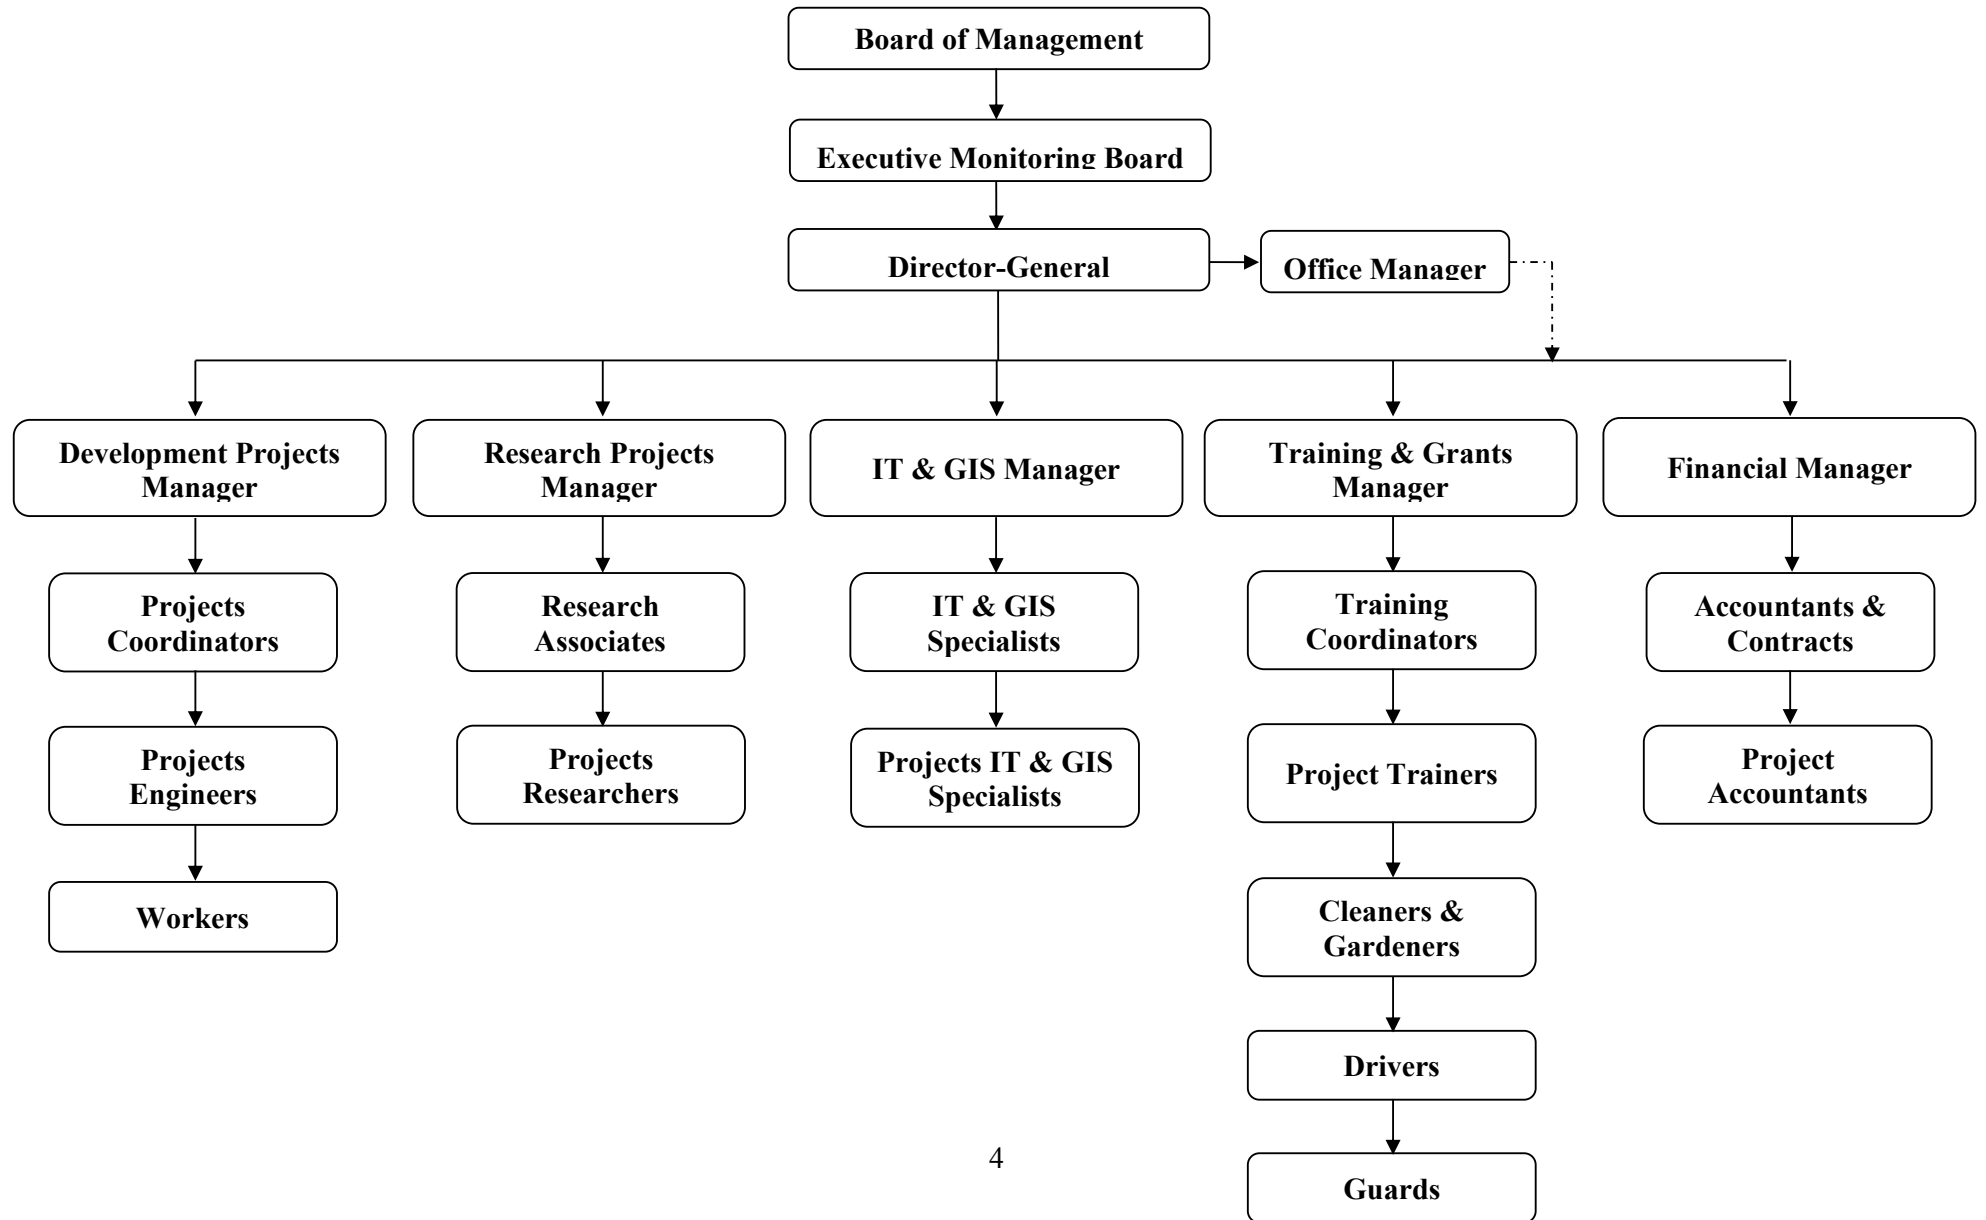 Board of Management
Executive Monitoring Board
Director-General
Office Manager
Development Projects
Manager
Research Projects
Manager
IT & GIS Manager
Training & Grants
Manager
Financial Manager
Projects
Coordinators
Research
Associates
IT & GIS
Specialists
Training
Coordinators
Accountants &
Contracts
Projects
Engineers
Projects
Researchers
Projects IT & GIS
Specialists
Project Trainers
Project
Accountants
Workers
Cleaners &
Gardeners
Drivers
4
Guards